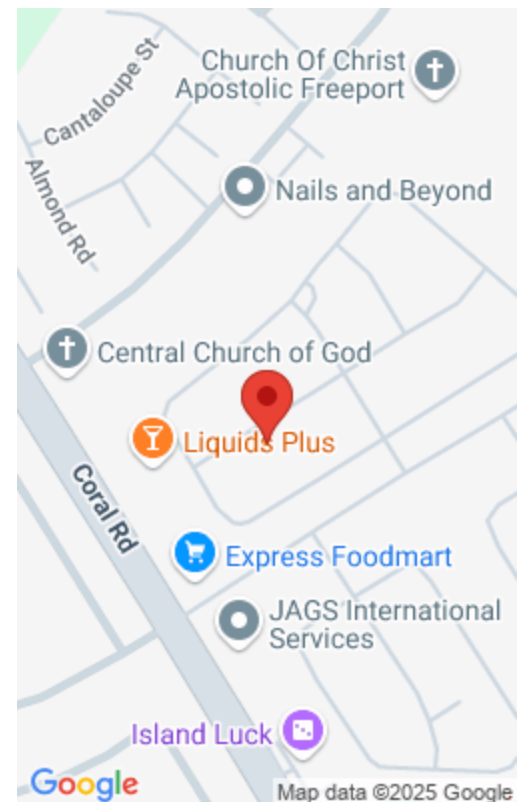 Cantaloupe St
Church Of Christ
Apostolic Freeport
Almond Rd
Nails and Beyond
Central Church of God
Liquids Plus
Coral Rd
Express Foodmart
JAGS International
Services
Island Luck
Google
Map data ©2025 Google